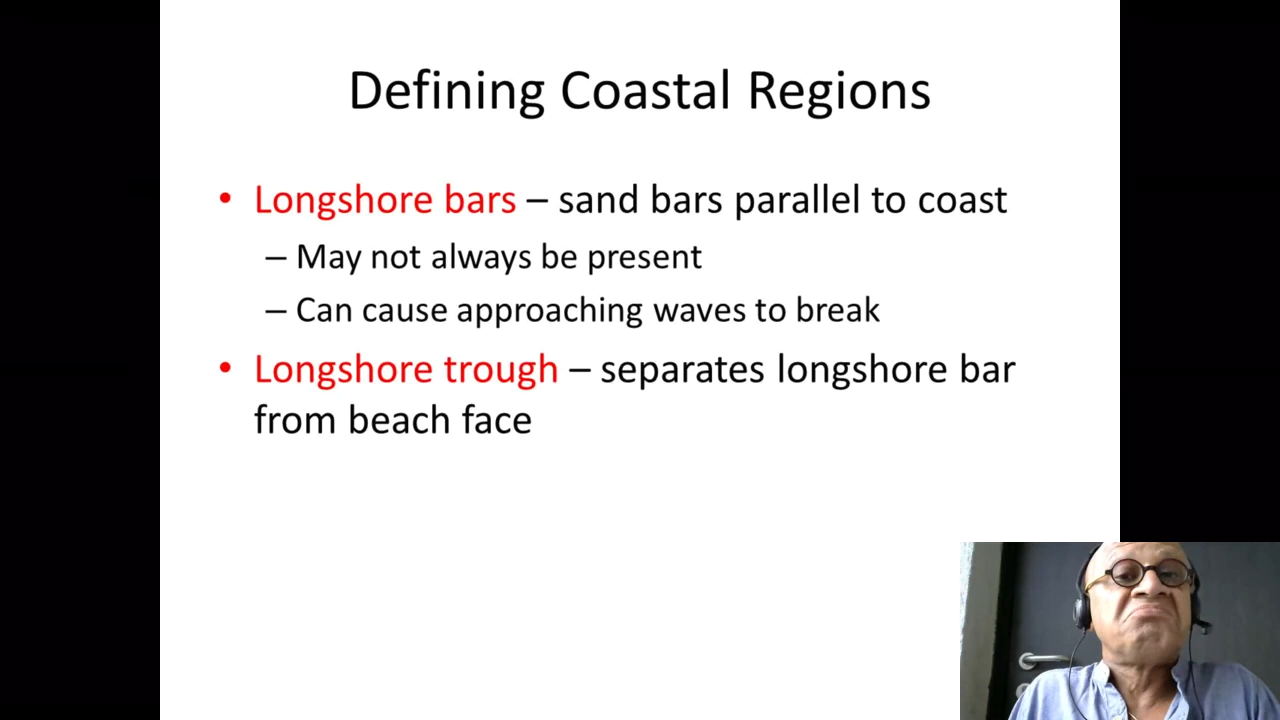 Defining Coastal Regions
• Longshore bars – sand bars parallel to coast
– May not always be present
– Can cause approaching waves to break
• Longshore trough – separates longshore bar
from beach face